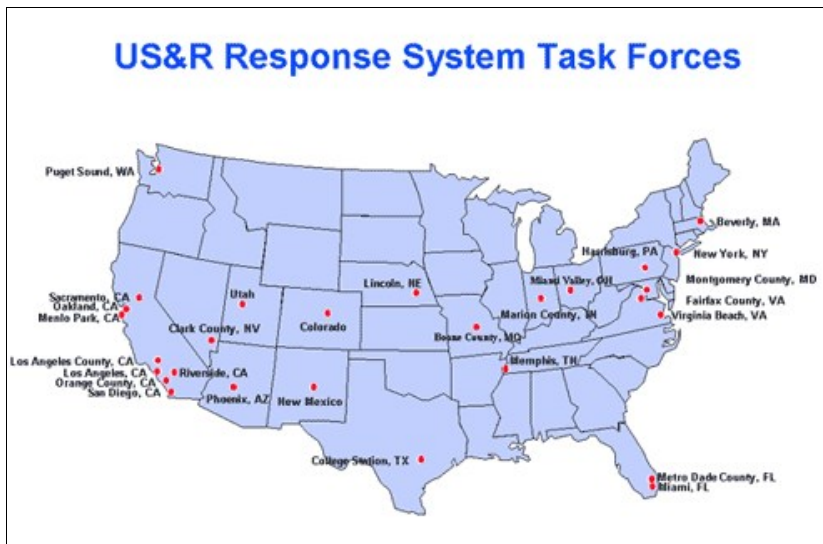 US&R Response System Task Forces
Puget Sound, WA
Beverly, MA
Harrisburg, PA
New York, NY
Lincoln, NE
Miami Valley, OH
Montgomery County, MD
Sacramento, CA
Utah
Fairfax County, VA
Oakland, CA
Menlo Park, CA
Colorado
Marion County, IN
Virginia Beach, VA
Clark County, NV
Boone County, MO
Los Angeles County, CA
Memphis, TN
Los Angeles, CA
Riverside, CA
Orange County, CA
San Diego, CA
Phoenix, AZ
New Mexico
College Station, TX
Metro Dade County, FL
Miami, FL